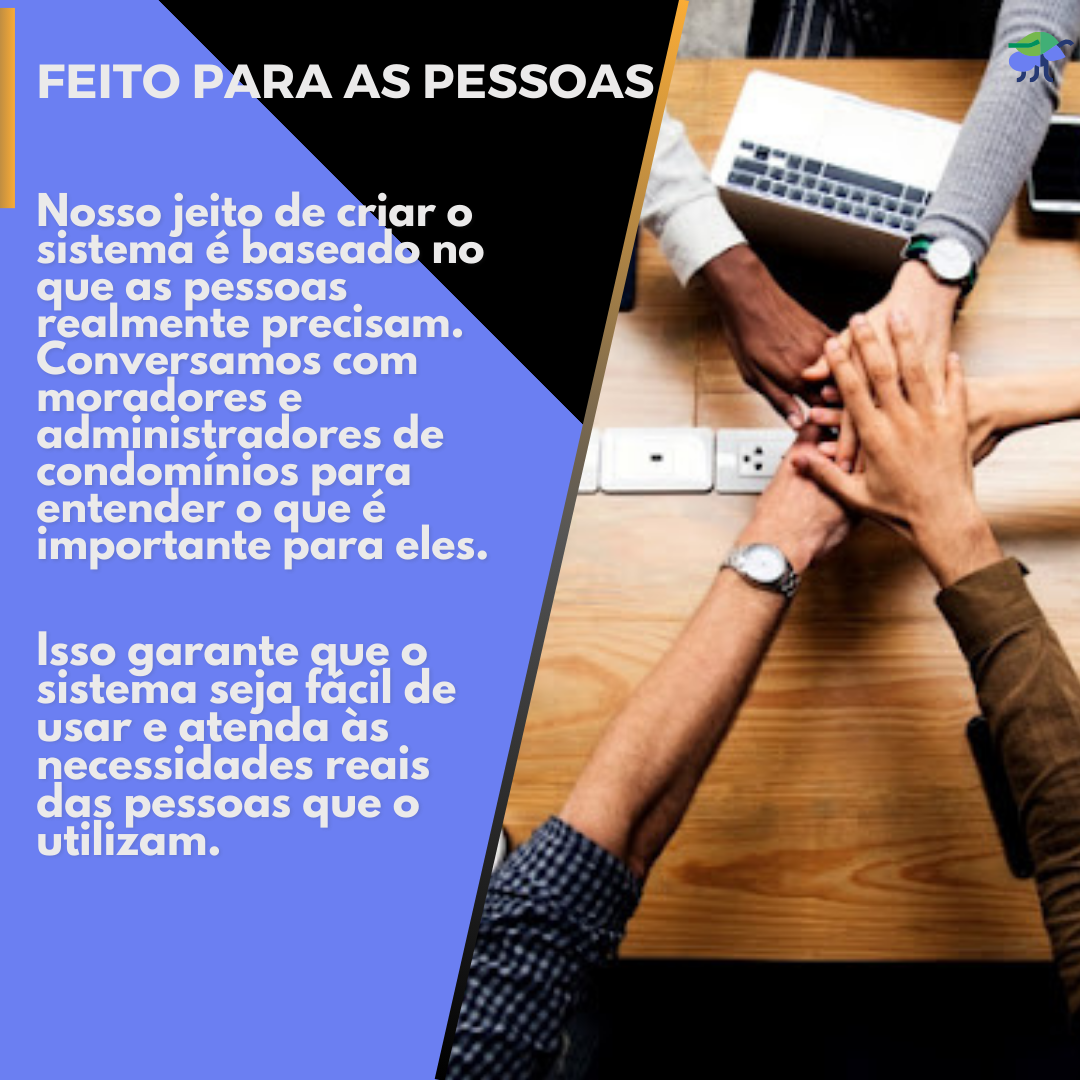 FEITO PARA AS PESSOAS
Nosso jeito de criar o
sistema é baseado no
que as pessoas
realmente precisam.
Conversamos com
moradores e
administradores de
condomínios para
entender o que é
importante para eles.
Isso garante que o
sistema seja fácil de
usar e atenda às
necessidades reais
das pessoas que o
utilizam.